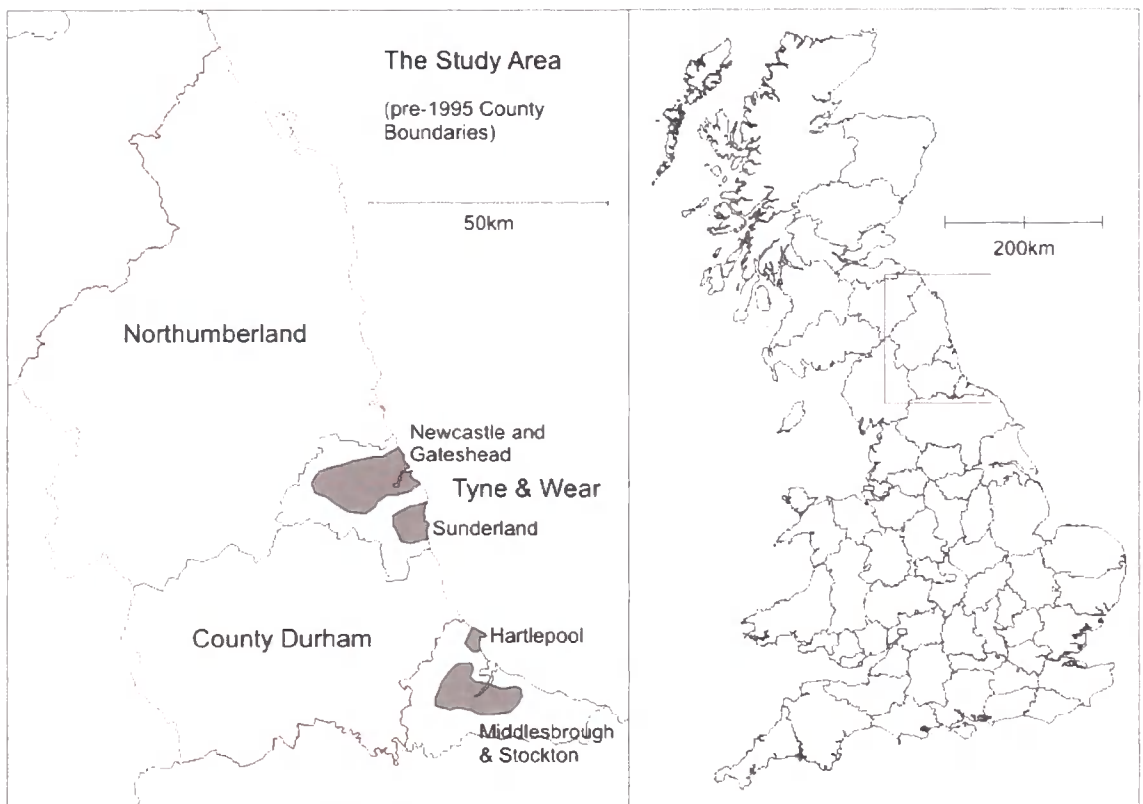 The Study Area
(pre-1995 County
Boundaries)
50km
200km
Northumberland
Newcastle and
Gateshead
Tyne & Wear
Sunderland
County Durham
Hartlepool
Middlesbrough
& Stockton